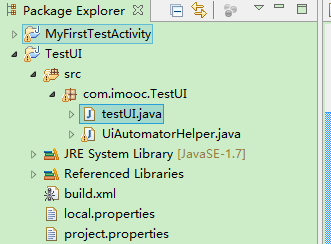 Package Explorer
MyFirstTestActivity
TestUI
src
com.imooc.TestUI
testUI.java
UiAutomatorHelper.java
JRE System Library [JavaSE-1.7]
Referenced Libraries
build.xml
local.properties
project.properties